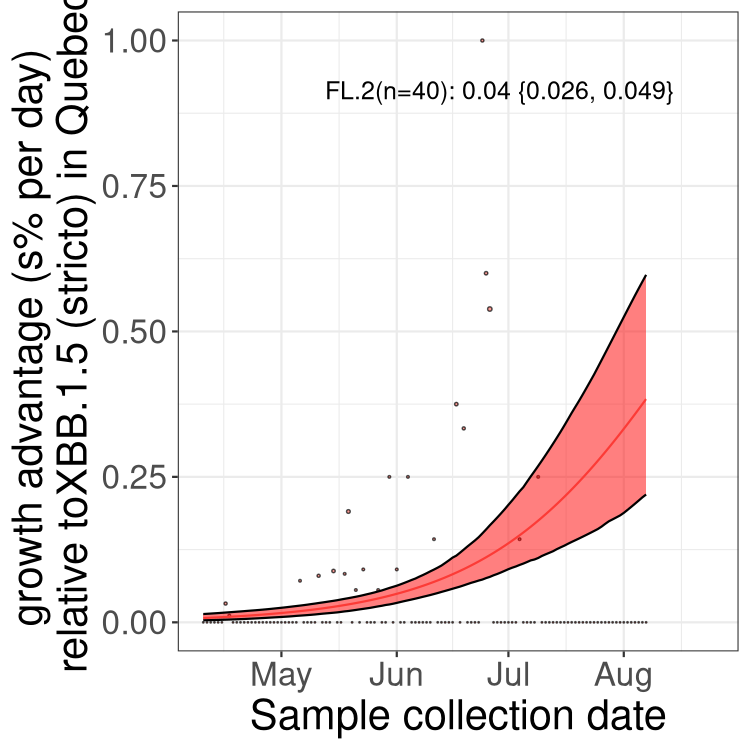 growth advantage (s% per day)
relative toXBB.1.5 (stricto) in Quebec
1.00
0.75
0.50
0.25
0.00
FL.2(n=40): 0.04 {0.026, 0.049}
May Jun Jul Aug
Sample collection date